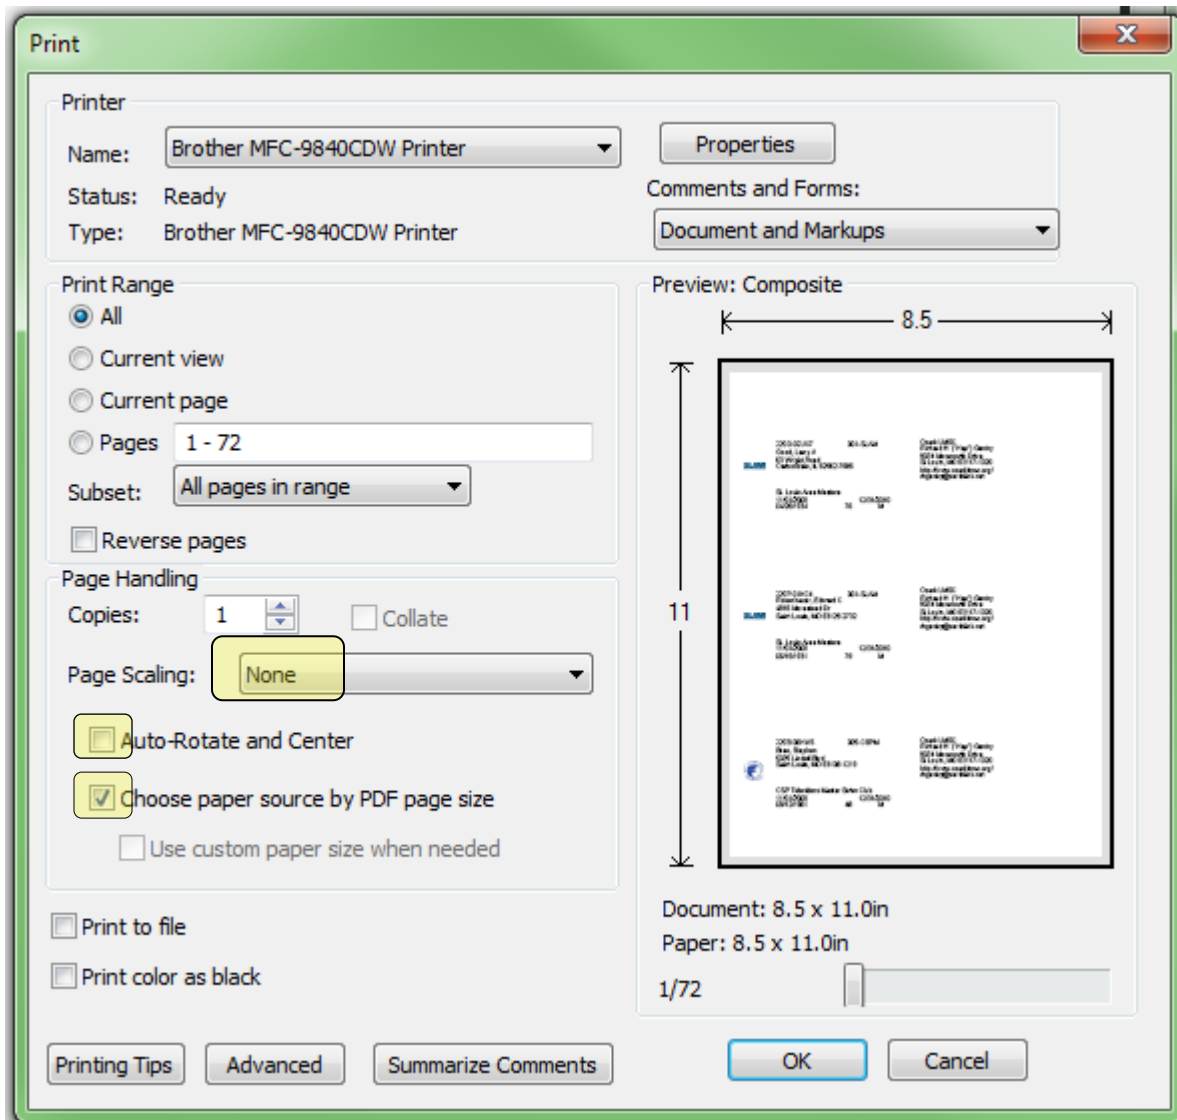 Print
Printer
Name: Brother MFC-9840CDW Printer Properties
Status: Ready Comments and Forms:
Type: Brother MFC-9840CDW Printer Document and Markups
Print Range
All
Current view
Current page
Pages 1 - 72
Subset: All pages in range
Reverse pages
Page Handling
Copies: 1 Collate
Page Scaling: None
Auto-Rotate and Center
Choose paper source by PDF page size
Use custom paper size when needed
Print to file
Print color as black
Preview: Composite
8.5
11
Document: 8.5 x 11.0in
Paper: 8.5 x 11.0in
1/72
Printing Tips Advanced Summarize Comments OK Cancel